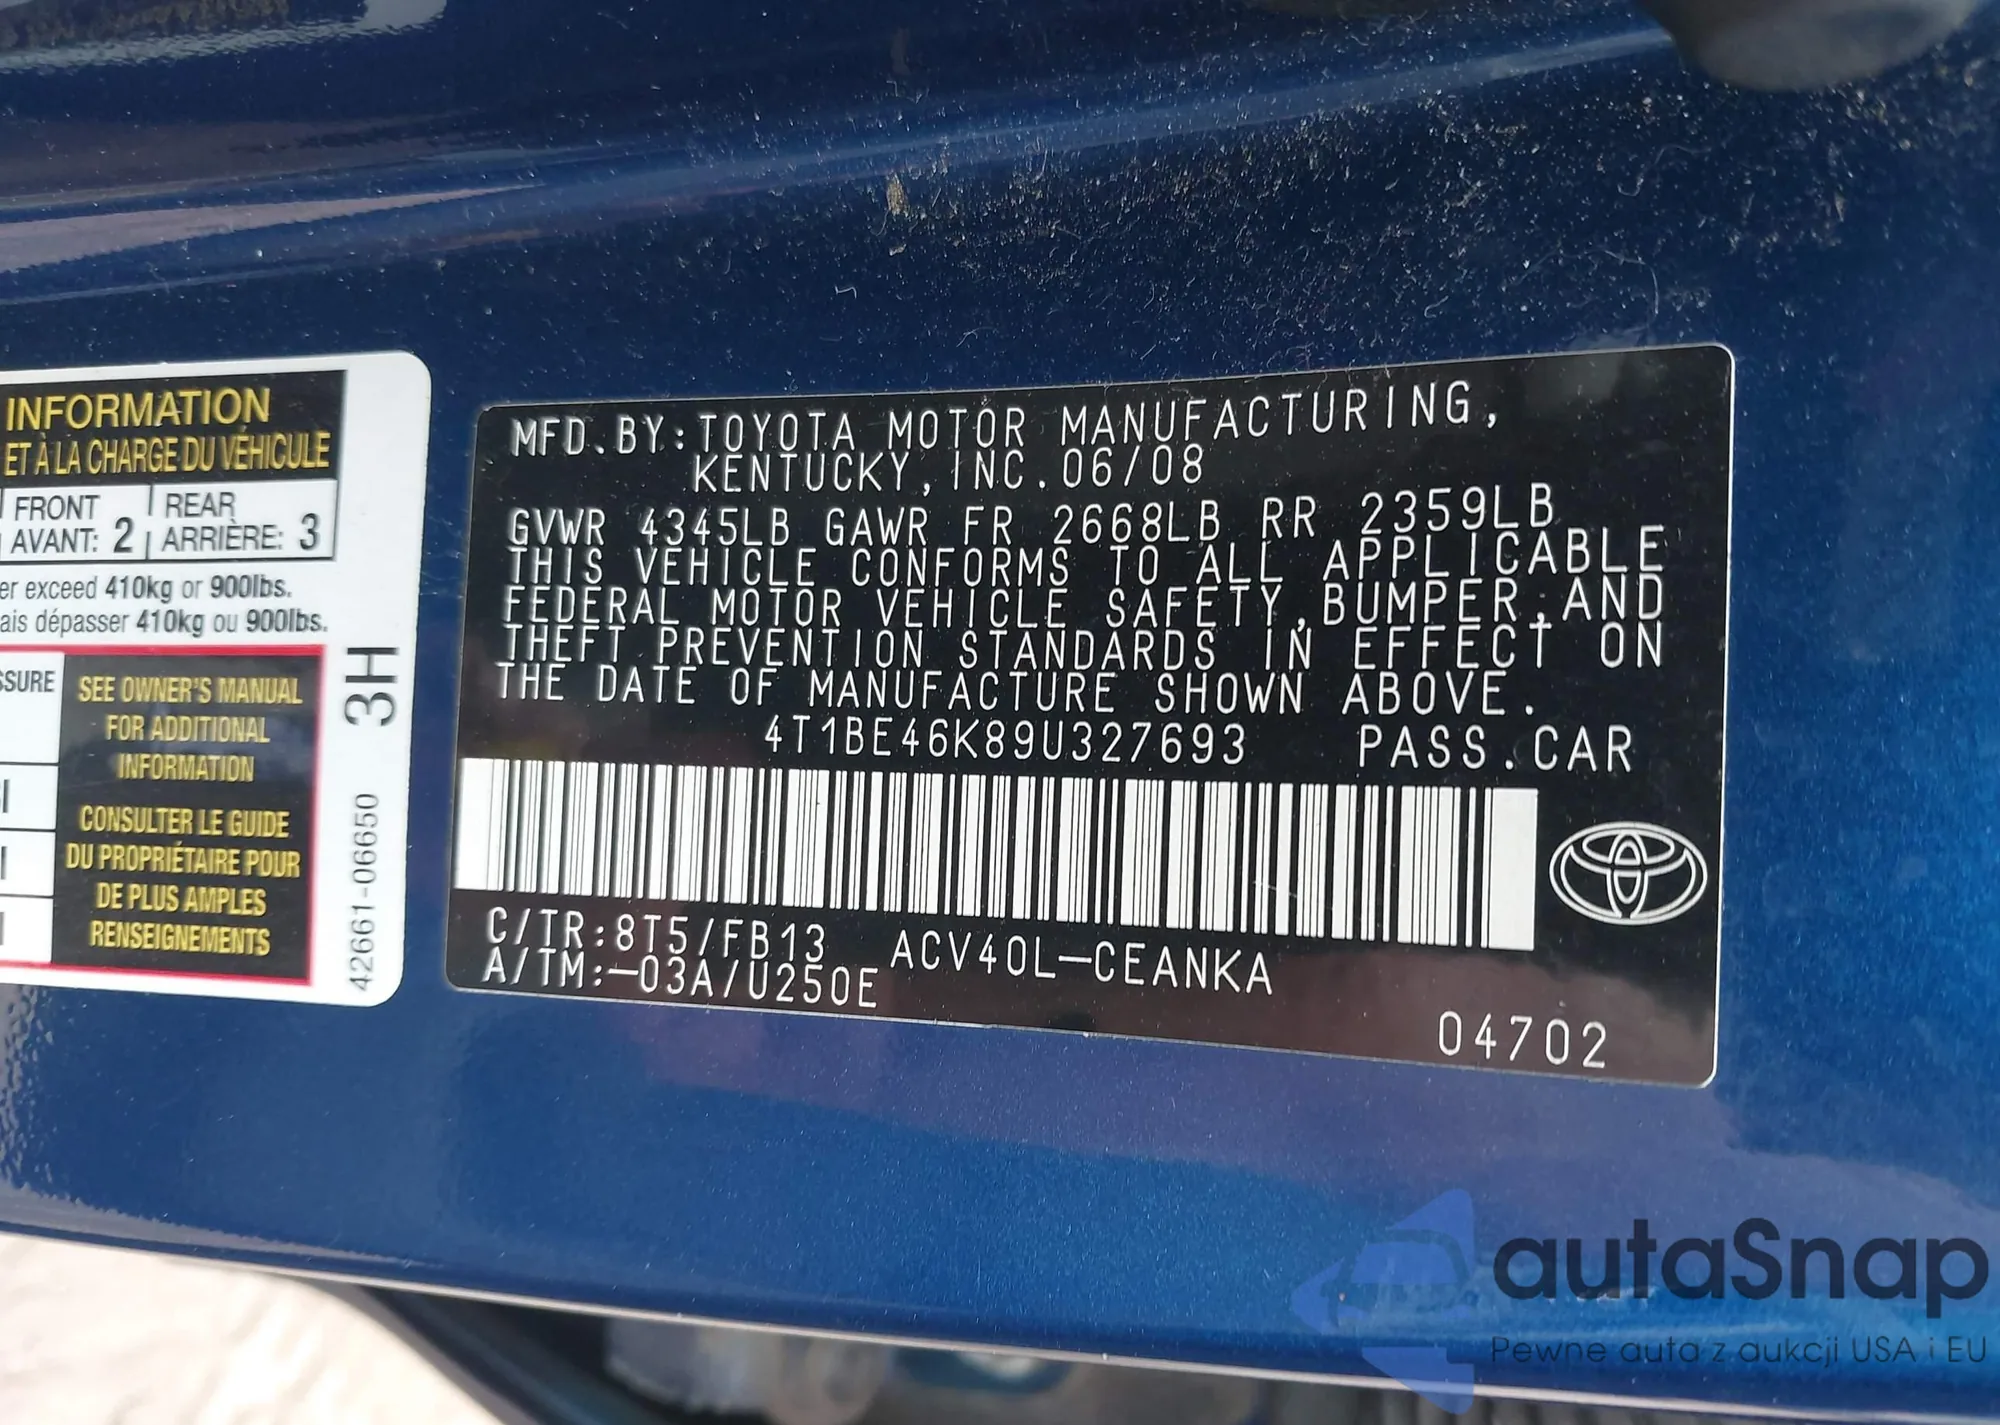 INFORMATION
ET À LA CHARGE DU VÉHICULE
FRONT
AVANT: 2
REAR
ARRIÈRE: 3
er exceed 410kg or 900lbs.
ais dépasser 410kg ou 900lbs.
SSURE
SEE OWNER'S MANUAL
FOR ADDITIONAL
INFORMATION
CONSULTER LE GUIDE
DU PROPRIÉTAIRE POUR
DE PLUS AMPLES
RENSEIGNEMENTS
3H
42661-06650
MFD.BY:TOYOTA MOTOR MANUFACTURING,
KENTUCKY,INC.06/08
GVWR 4345LB GAWR FR 2668LB RR 2359LB
THIS VEHICLE CONFORMS TO ALL APPLICABLE
FEDERAL MOTOR VEHICLE SAFETY,BUMPER,AND
THEFT PREVENTION STANDARDS IN EFFECT ON
THE DATE OF MANUFACTURE SHOWN ABOVE.
4T1BE46K89U327693 PASS.CAR
C/TR:8T5/FB13 ACV40L-CEANKA
A/TM:-03A/U250E
04702
autaSnap
Pewne auta z aukcji USA i EU